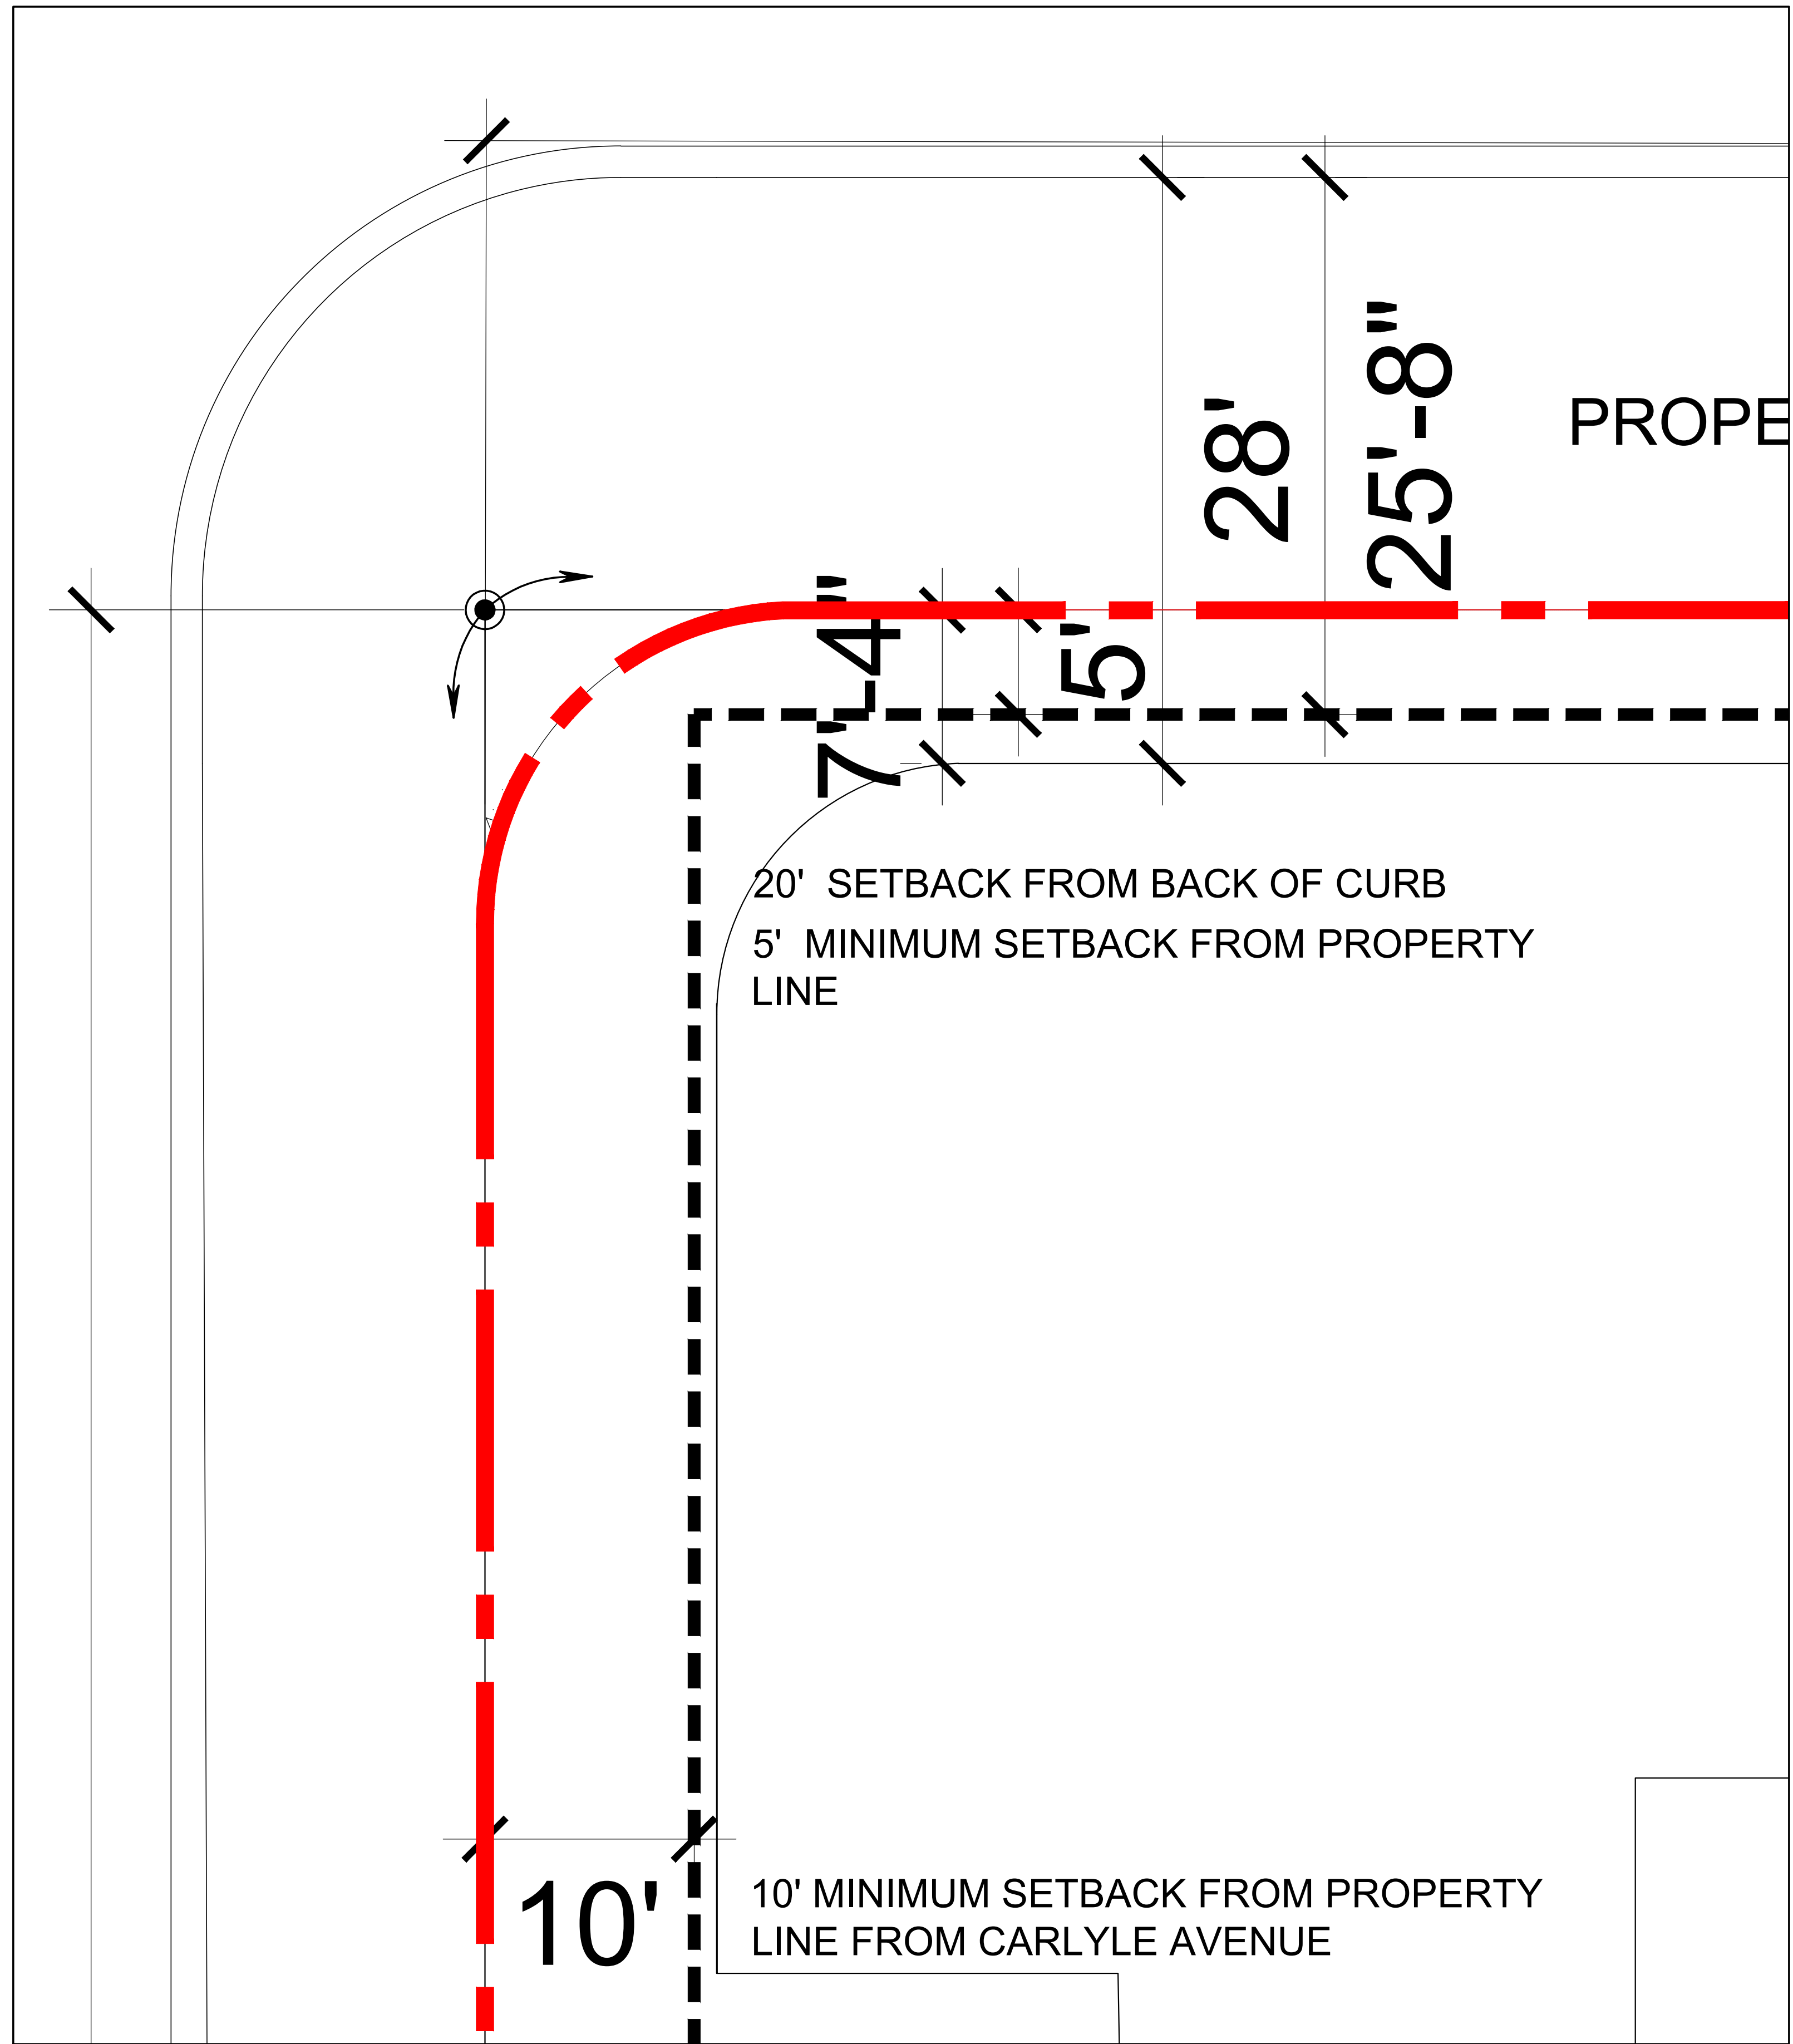 28'
25'-8"
PROPE
7'-4"
5'
20' SETBACK FROM BACK OF CURB
5' MINIMUM SETBACK FROM PROPERTY
LINE
10'
10' MINIMUM SETBACK FROM PROPERTY
LINE FROM CARLYLE AVENUE